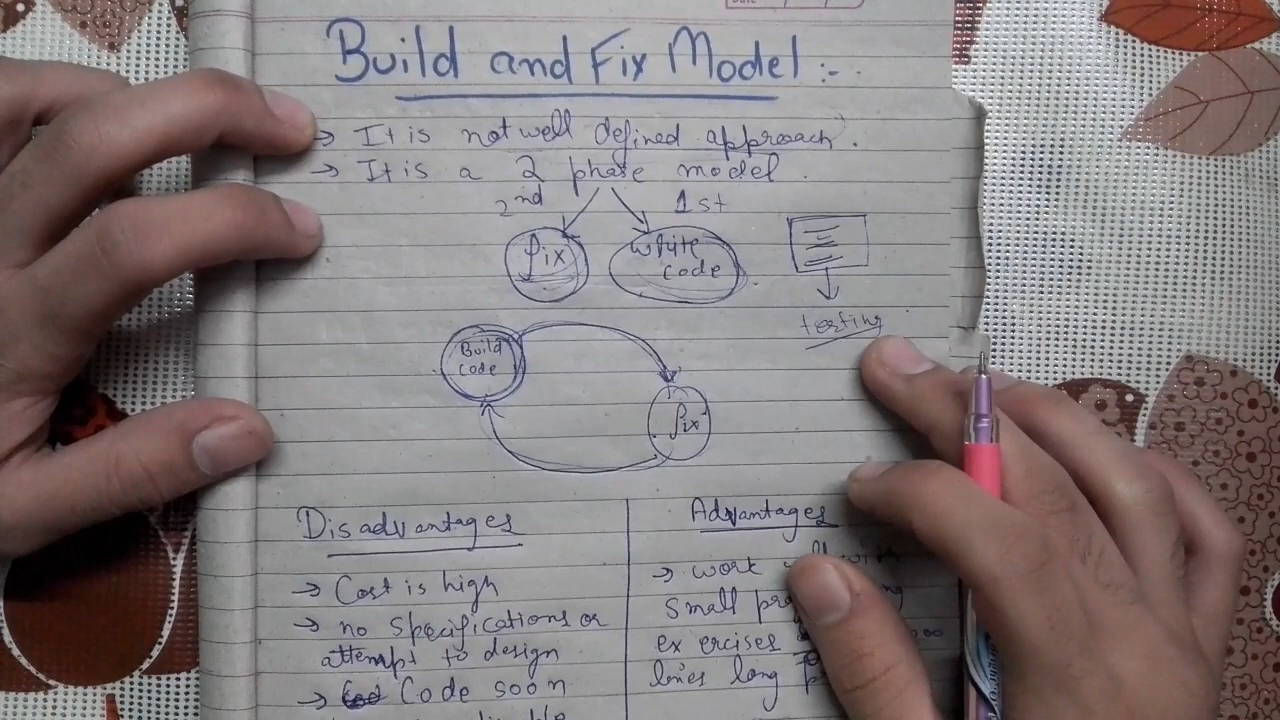 Build and Fix Model :-
→ It is not well defined approach.
→ It is a 2 phase model.
2nd 1st
fix
write
code
testing
Build
code
fix
Disadvantages
→ Cost is high
→ no specifications or
attempt to design
→ Code soon
Advantages
→ work
small
exercises
lines long